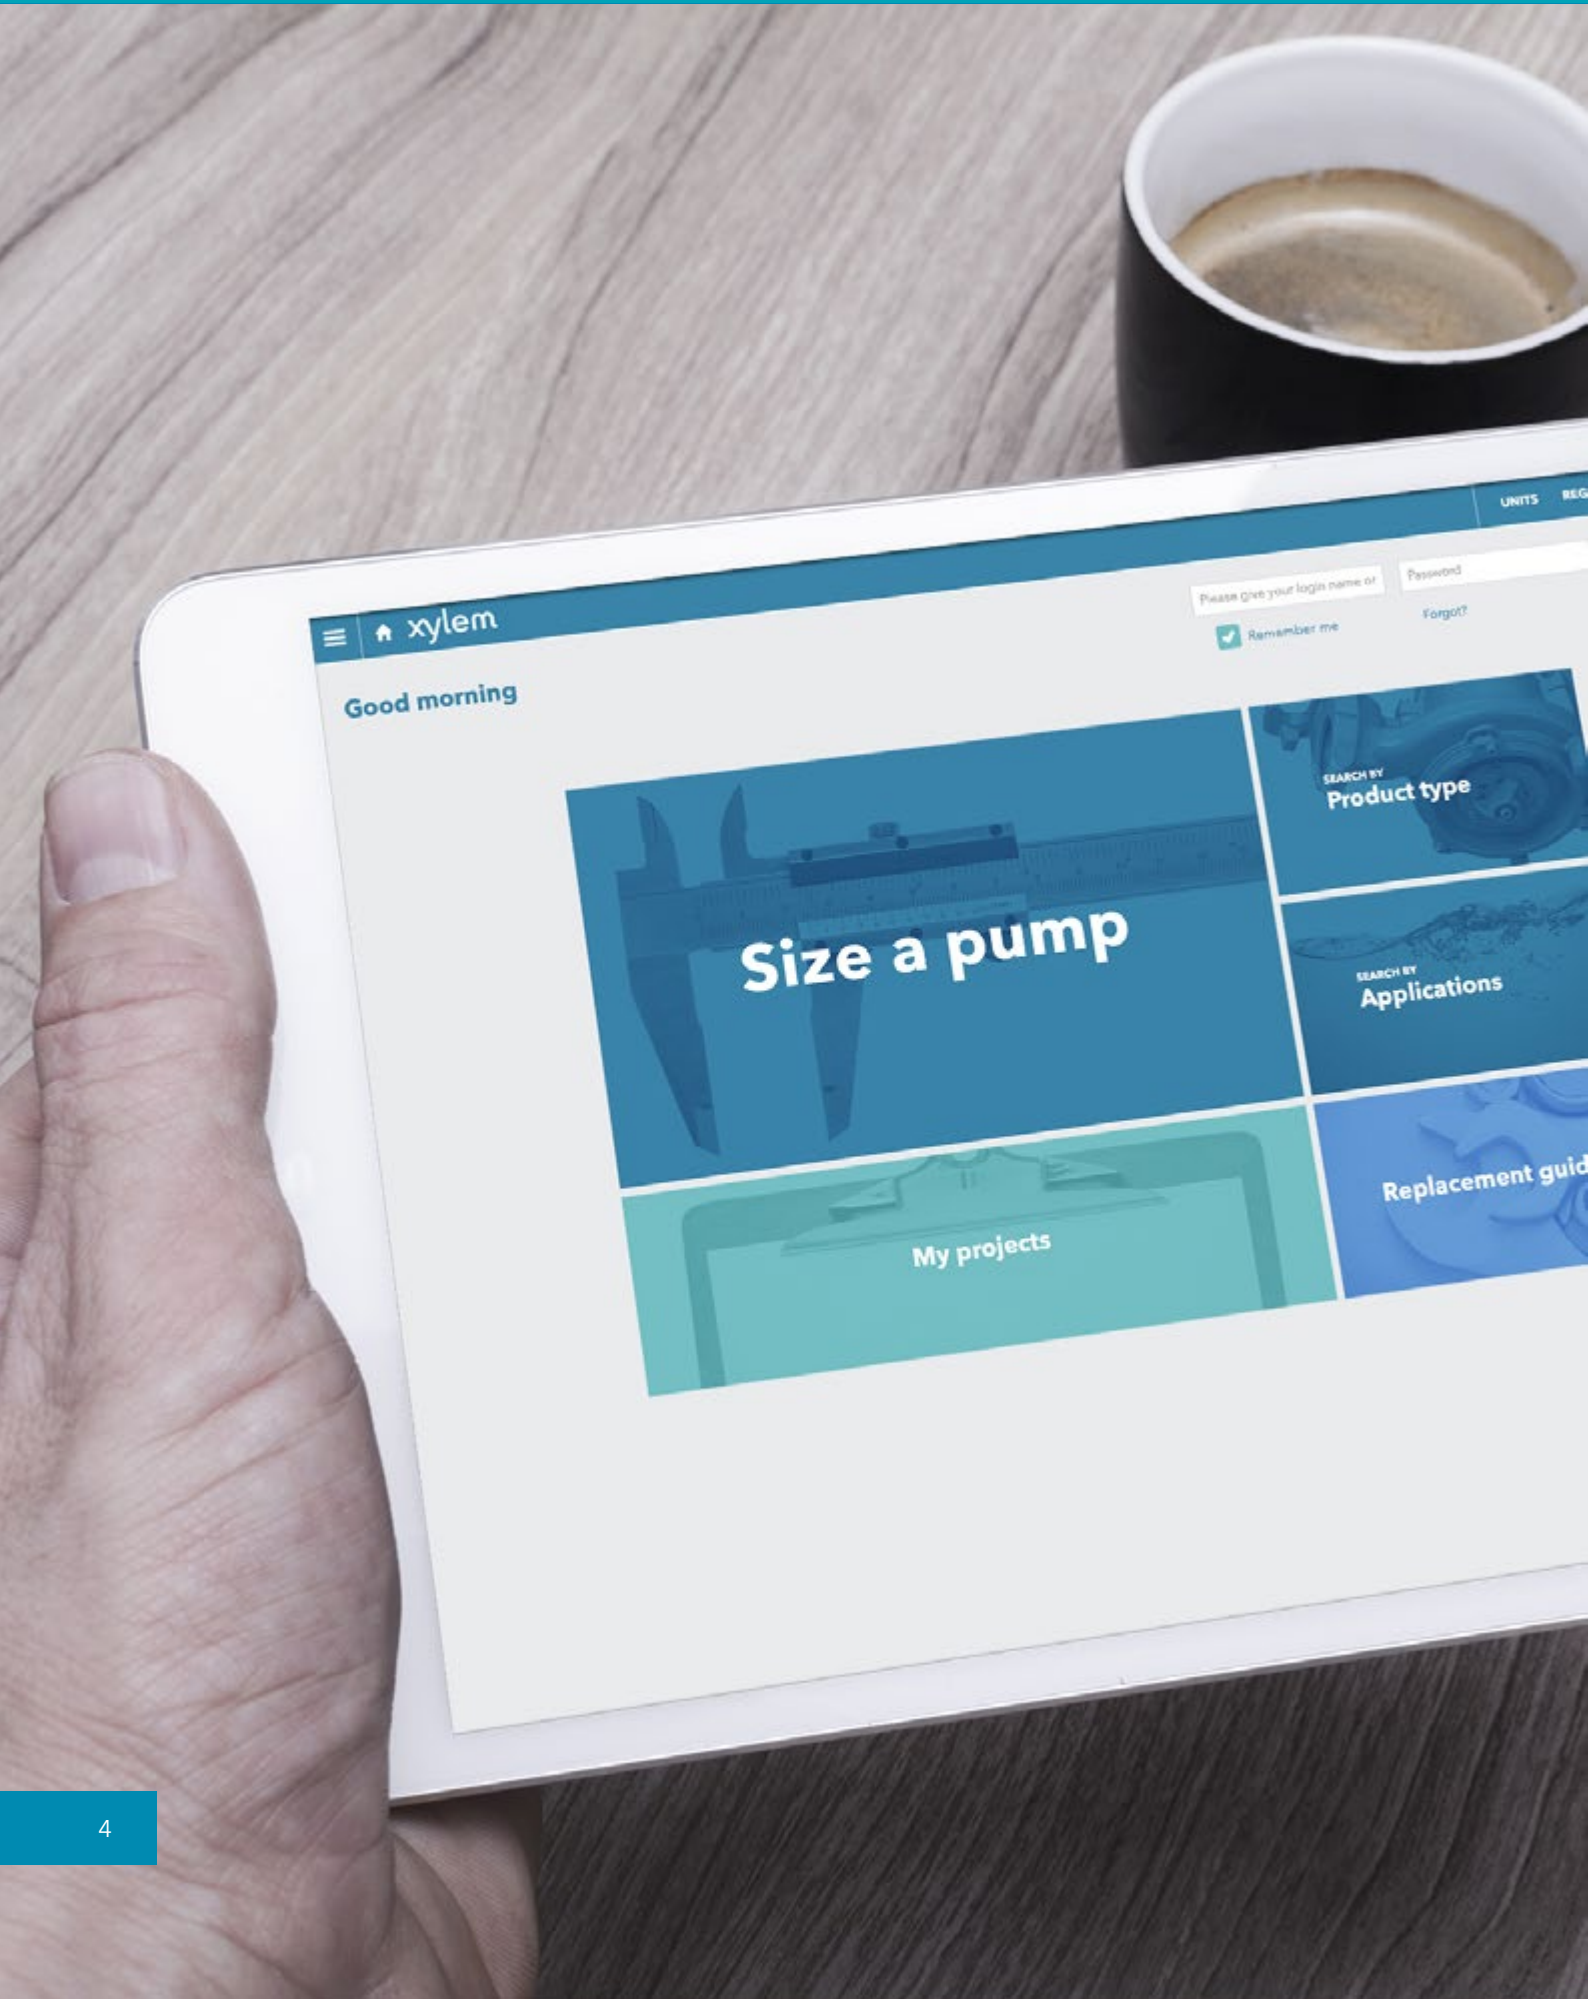 UNITS
xylem
Please give your login name or
Password
Remember me
Forgot?
Good morning
SEARCH BY
Product type
Size a pump
SEARCH BY
Applications
Replacement
My projects
4